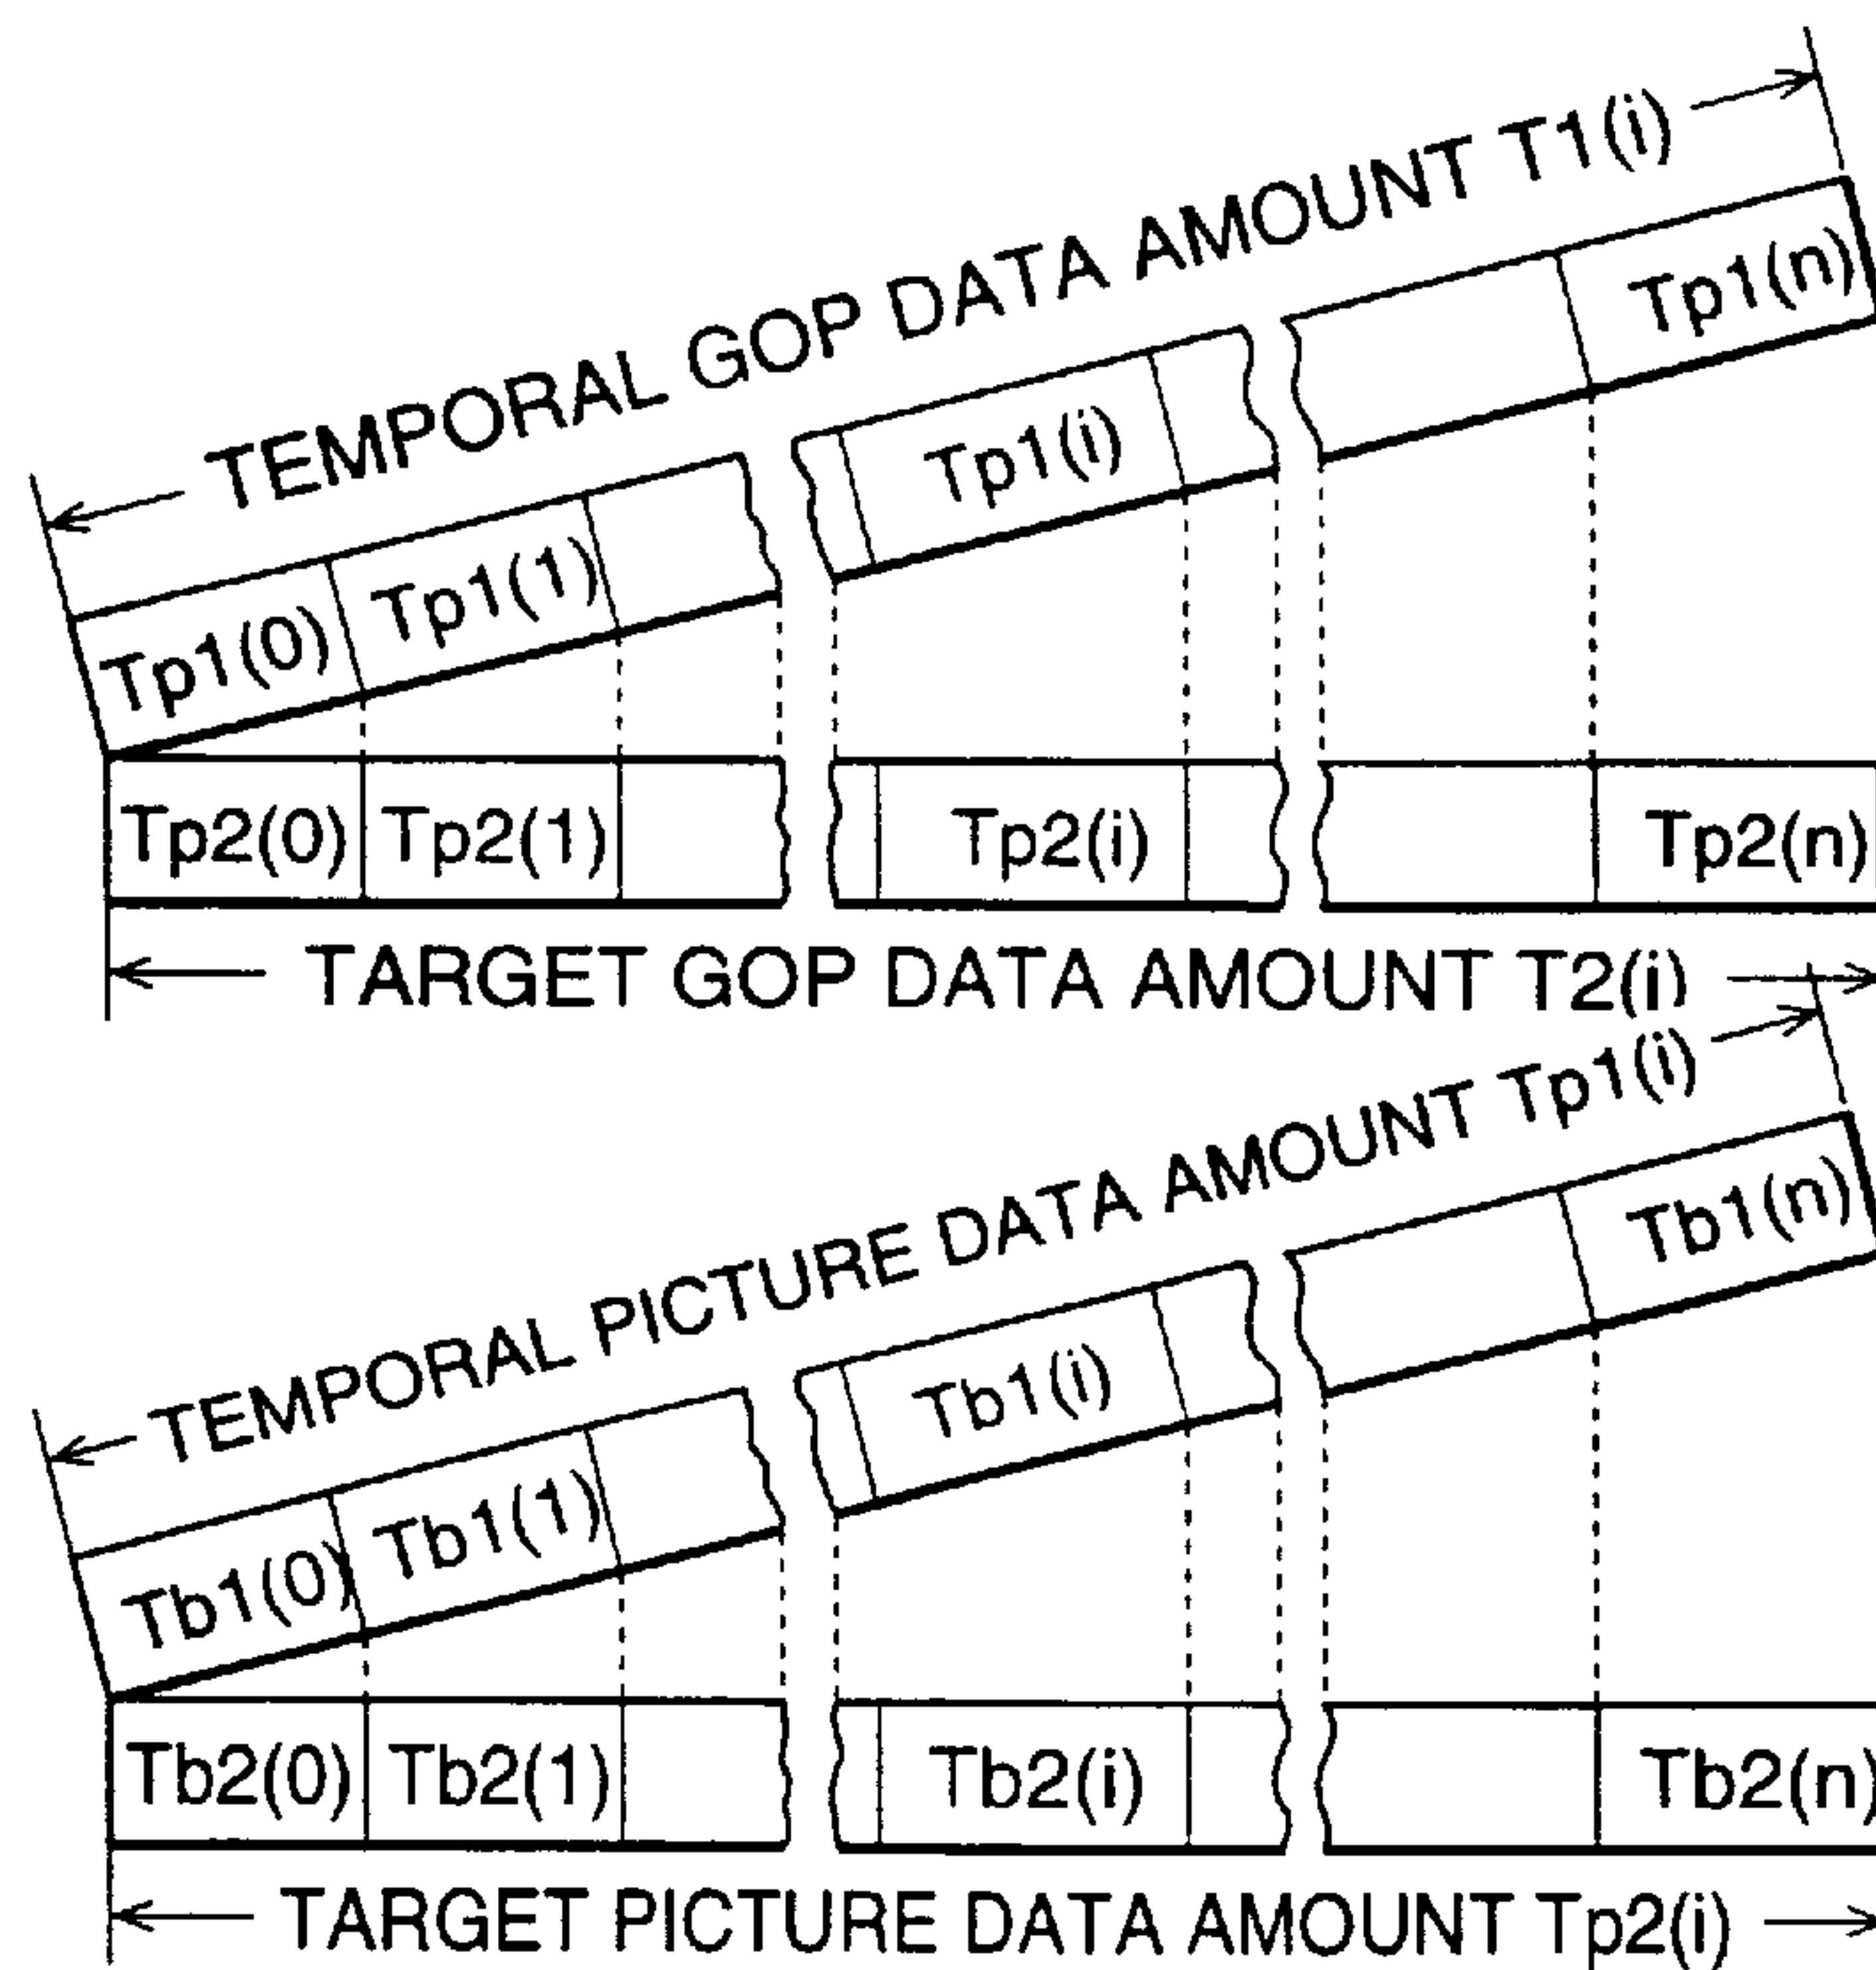 TEMPORAL GOP DATA AMOUNT T1(i)
Tp1(0) Tp1(1) Tp1(i) Tp1(n)
Tp2(0) Tp2(1) Tp2(i) Tp2(n)
TARGET GOP DATA AMOUNT T2(i)
TEMPORAL PICTURE DATA AMOUNT Tp1(i)
Tb1(0) Tb1(1) Tb1(i) Tb1(n)
Tb2(0) Tb2(1) Tb2(i) Tb2(n)
TARGET PICTURE DATA AMOUNT Tp2(i)